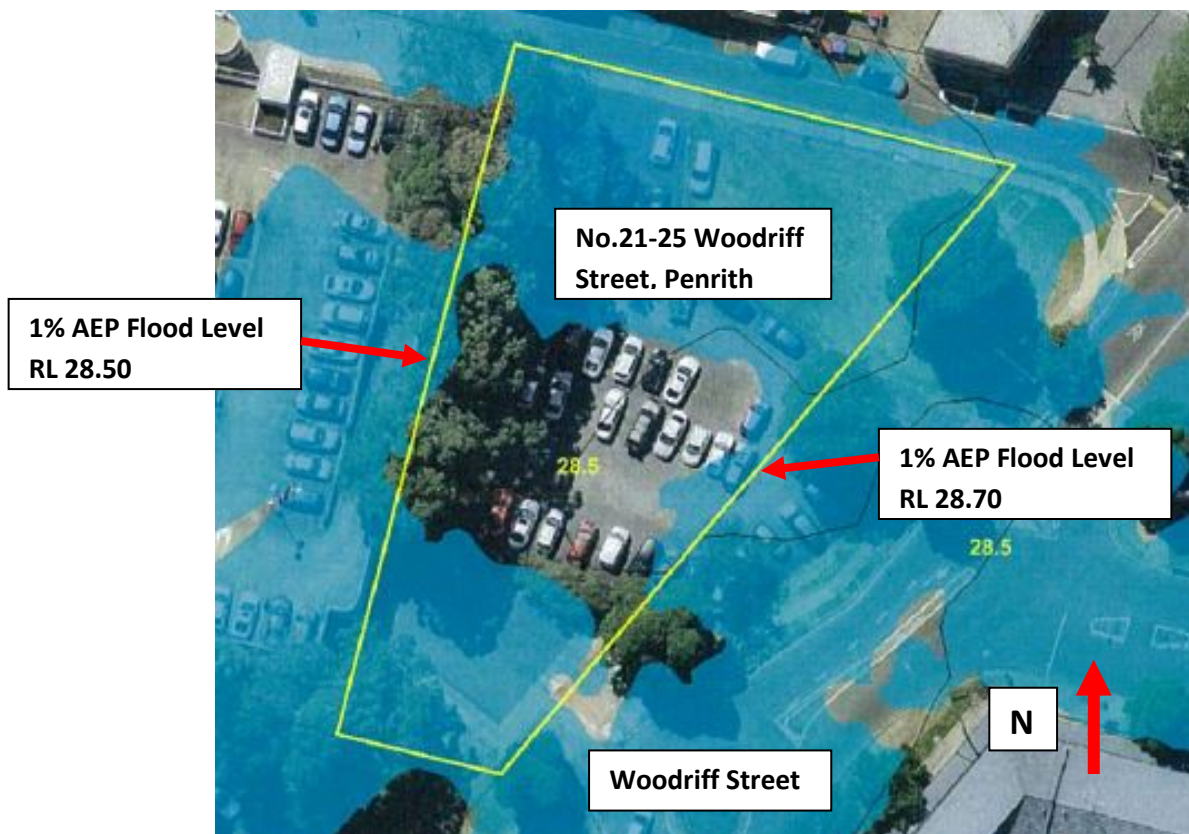 No.21-25 Woodriff
Street, Penrith
1% AEP Flood Level
RL 28.50
28.5
1% AEP Flood Level
RL 28.70
28.5
N
Woodriff Street